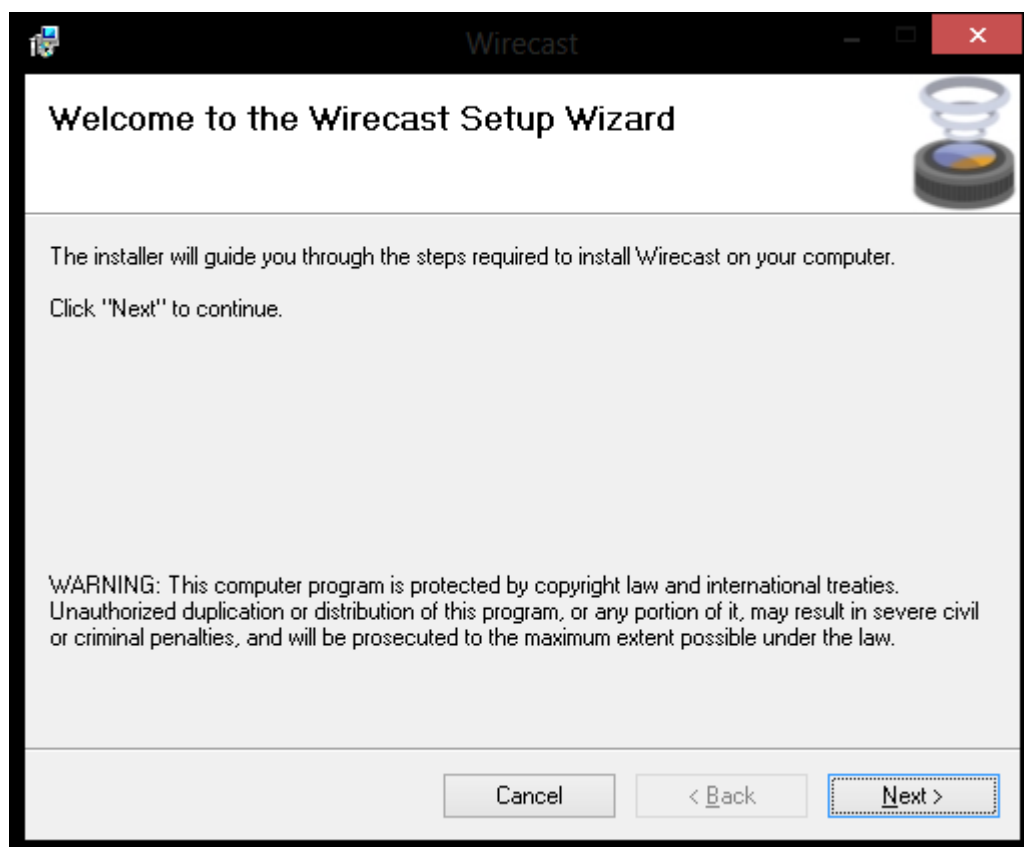 Wirecast
Welcome to the Wirecast Setup Wizard
The installer will guide you through the steps required to install Wirecast on your computer.
Click "Next" to continue.
WARNING: This computer program is protected by copyright law and international treaties.
Unauthorized duplication or distribution of this program, or any portion of it, may result in severe civil
or criminal penalties, and will be prosecuted to the maximum extent possible under the law.
Cancel < Back Next >